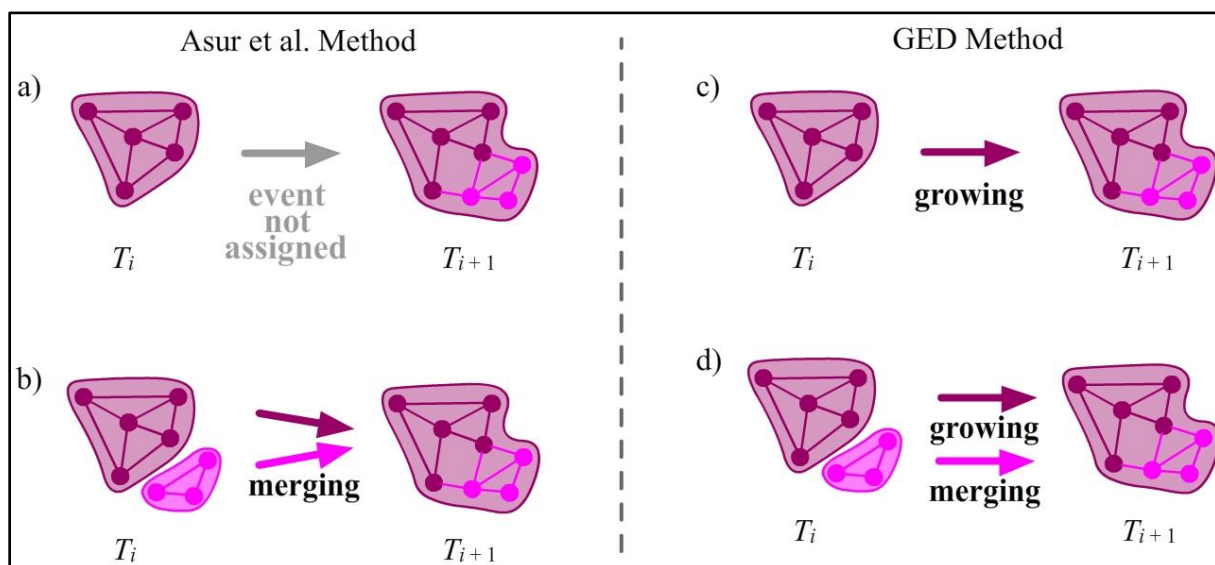 Asur et al. Method
a)
event
not
assigned
Ti
Ti + 1
b)
merging
Ti
Ti + 1
GED Method
c)
growing
Ti
Ti + 1
d)
growing
merging
Ti
Ti + 1